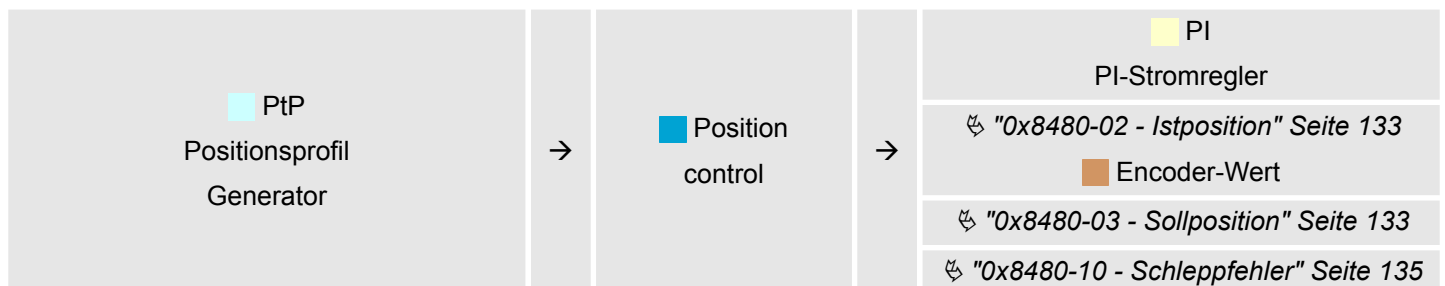 PtP
Positionsprofil
Generator
→
Position
control
→
PI
PI-Stromregler
"0x8480-02 - Istposition" Seite 133
Encoder-Wert
"0x8480-03 - Sollposition" Seite 133
"0x8480-10 - Schleppfehler" Seite 135